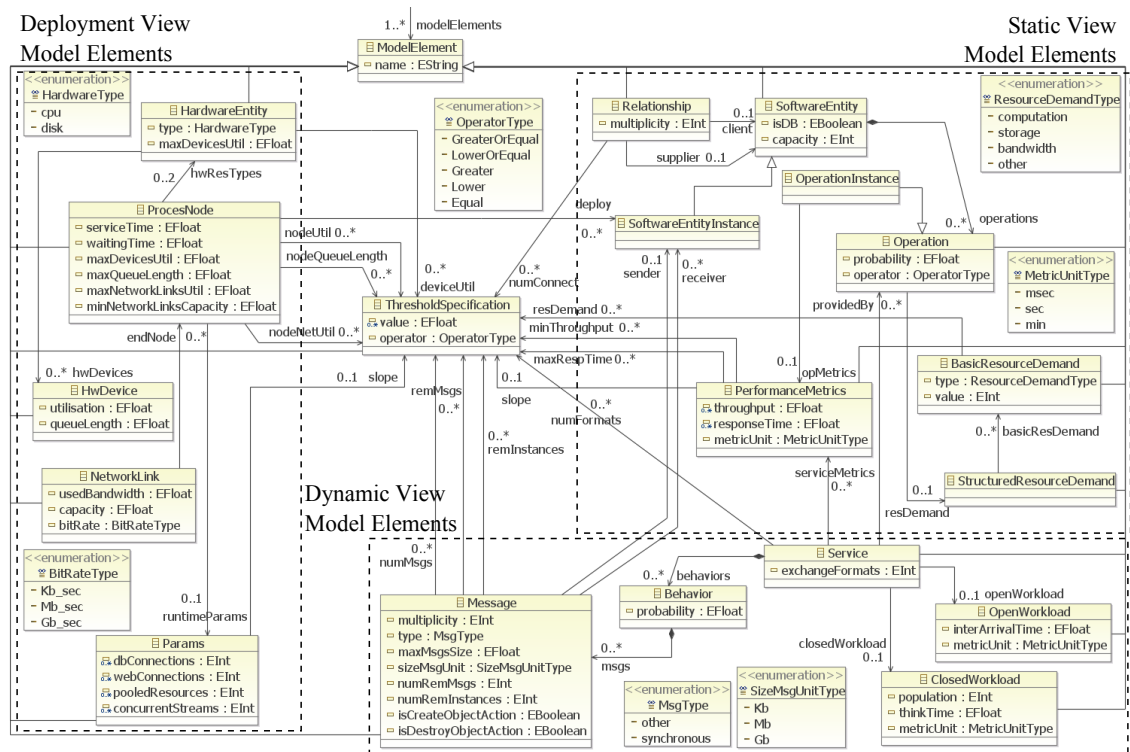 Deployment View
Model Elements
1..* modelElements
ModelElement
name : EString
Static View
Model Elements
<<enumeration>>
HardwareType
cpu
disk
HardwareEntity
type : HardwareType
maxDevicesUtil : EFloat
<<enumeration>>
OperatorType
GreaterOrEqual
LowerOrEqual
Greater
Lower
Equal
Relationship
multiplicity : EInt
0..1
client
supplier 0..1
SoftwareEntity
isDB : EBoolean
capacity : EInt
<<enumeration>>
ResourceDemandType
computation
storage
bandwidth
other
0..2
hwResTypes
OperationInstance
ProcesNode
serviceTime : EFloat
waitingTime : EFloat
maxDevicesUtil : EFloat
maxQueueLength : EFloat
maxNetworkLinksUtil : EFloat
minNetworkLinksCapacity : EFloat
deploy
0..*
SoftwareEntityInstance
0..*
operations
nodeUtil 0..*
nodeQueueLength
0..*
0..*
deviceUtil
0..*
numConnect
0..1
sender
0..*
receiver
Operation
probability : EFloat
operator : OperatorType
<<enumeration>>
MetricUnitType
msec
sec
min
ThresholdSpecification
value : EFloat
operator : OperatorType
resDemand 0..*
minThroughput 0..*
maxRespTime 0..*
providedBy
0..*
endNode
0..*
nodeNetUtil 0..*
0..* hwDevices
HwDevice
utilisation : EFloat
queueLength : EFloat
0..1 slope
remMsgs
0..*
0..1
slope
0..1
opMetrics
BasicResourceDemand
type : ResourceDemandType
value : EInt
PerformanceMetrics
throughput : EFloat
responseTime : EFloat
metricUnit : MetricUnitType
0..*
numFormats
0..*
remInstances
0..* basicResDemand
NetworkLink
usedBandwidth : EFloat
capacity : EFloat
bitRate : BitRateType
Dynamic View
Model Elements
serviceMetrics
0..*
StructuredResourceDemand
0..1
resDemand
<<enumeration>>
BitRateType
Kb_sec
Mb_sec
Gb_sec
0..*
numMsgs
Service
exchangeFormats : EInt
0..* behaviors
Behavior
probability : EFloat
0..1 openWorkload
OpenWorkload
interArrivalTime : EFloat
metricUnit : MetricUnitType
0..1
runtimeParams
Params
dbConnections : EInt
webConnections : EInt
pooledResources : EInt
concurrentStreams : EInt
Message
multiplicity : EInt
type : MsgType
maxMsgsSize : EFloat
sizeMsgUnit : SizeMsgUnitType
numRemMsgs : EInt
numRemInstances : EInt
isCreateObjectAction : EBoolean
isDestroyObjectAction : EBoolean
0..*
msgs
closedWorkload
0..1
<<enumeration>>
MsgType
other
synchronous
<<enumeration>>
SizeMsgUnitType
Kb
Mb
Gb
ClosedWorkload
population : EInt
thinkTime : EFloat
metricUnit : MetricUnitType